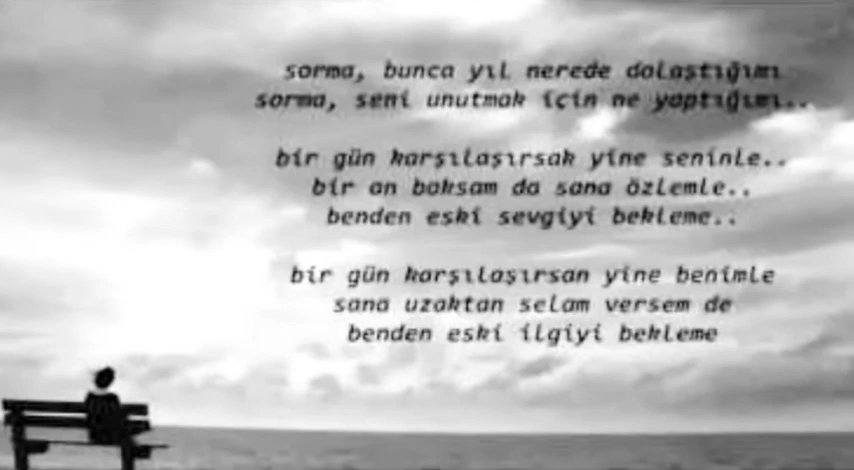 sorma, bunca yıl nerede dolaştığımı
sorma, seni unutmak için ne yaptığımı..
bir gün karşılaşırsak yine seninle..
bir an baksam da sana özlemle..
benden eski sevgiyi bekleme..
bir gün karşılaşırsan yine benimle
sana uzaktan selam versem de
benden eski ilgiyi bekleme